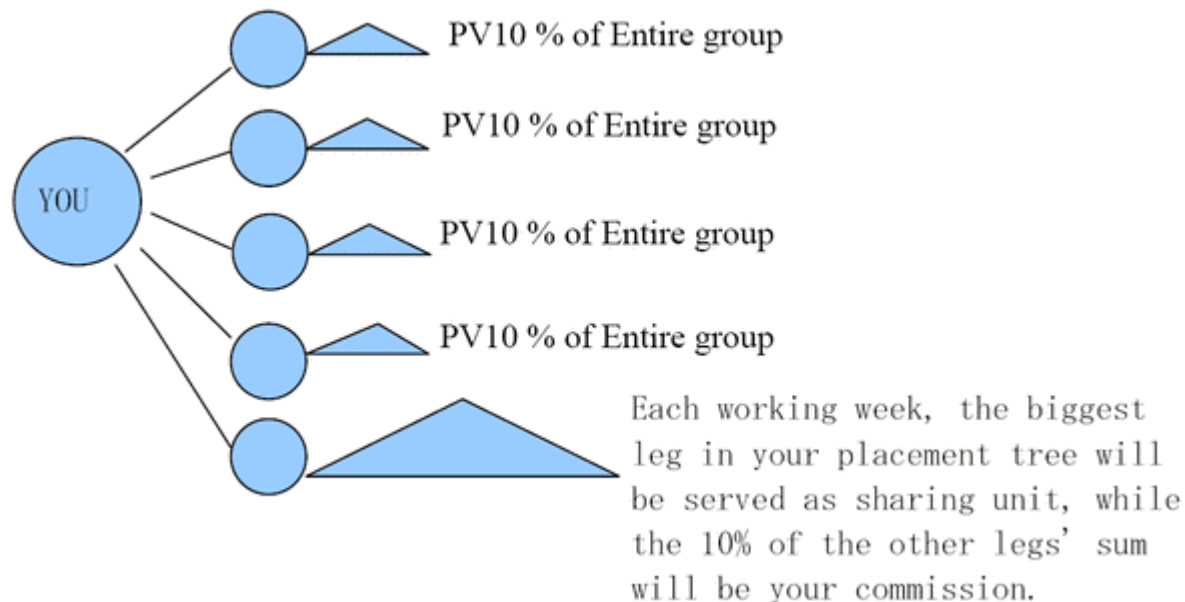 PV10 % of Entire group
PV10 % of Entire group
YOU
PV10 % of Entire group
PV10 % of Entire group
Each working week, the biggest
leg in your placement tree will
be served as sharing unit, while
the 10% of the other legs' sum
will be your commission.